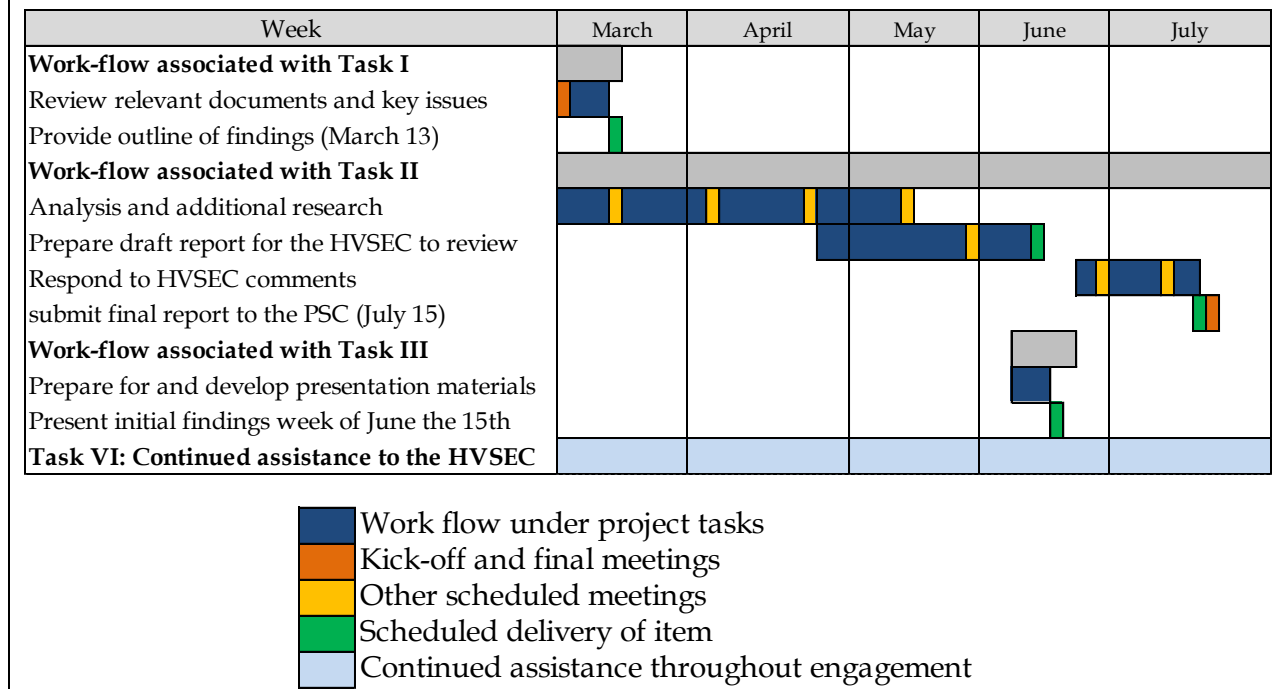 Week March April May June July
Work-flow associated with Task I
Review relevant documents and key issues
Provide outline of findings (March 13)
Work-flow associated with Task II
Analysis and additional research
Prepare draft report for the HVSEC to review
Respond to HVSEC comments
submit final report to the PSC (July 15)
Work-flow associated with Task III
Prepare for and develop presentation materials
Present initial findings week of June the 15th
Task VI: Continued assistance to the HVSEC
Work flow under project tasks
Kick-off and final meetings
Other scheduled meetings
Scheduled delivery of item
Continued assistance throughout engagement